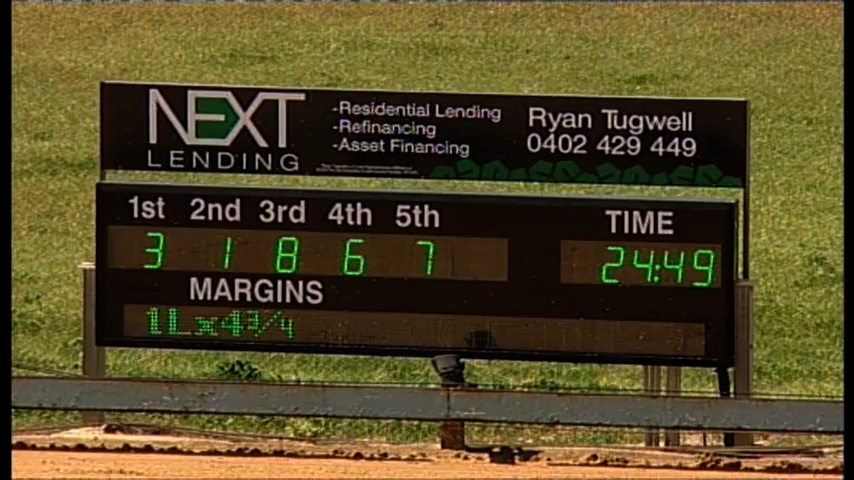 NEXT
LENDING
-Residential Lending
-Refinancing
-Asset Financing
Ryan Tugwell
0402 429 449
1st 2nd 3rd 4th 5th TIME
3 1 8 6 7 24:49
MARGINS
1Lx4¾